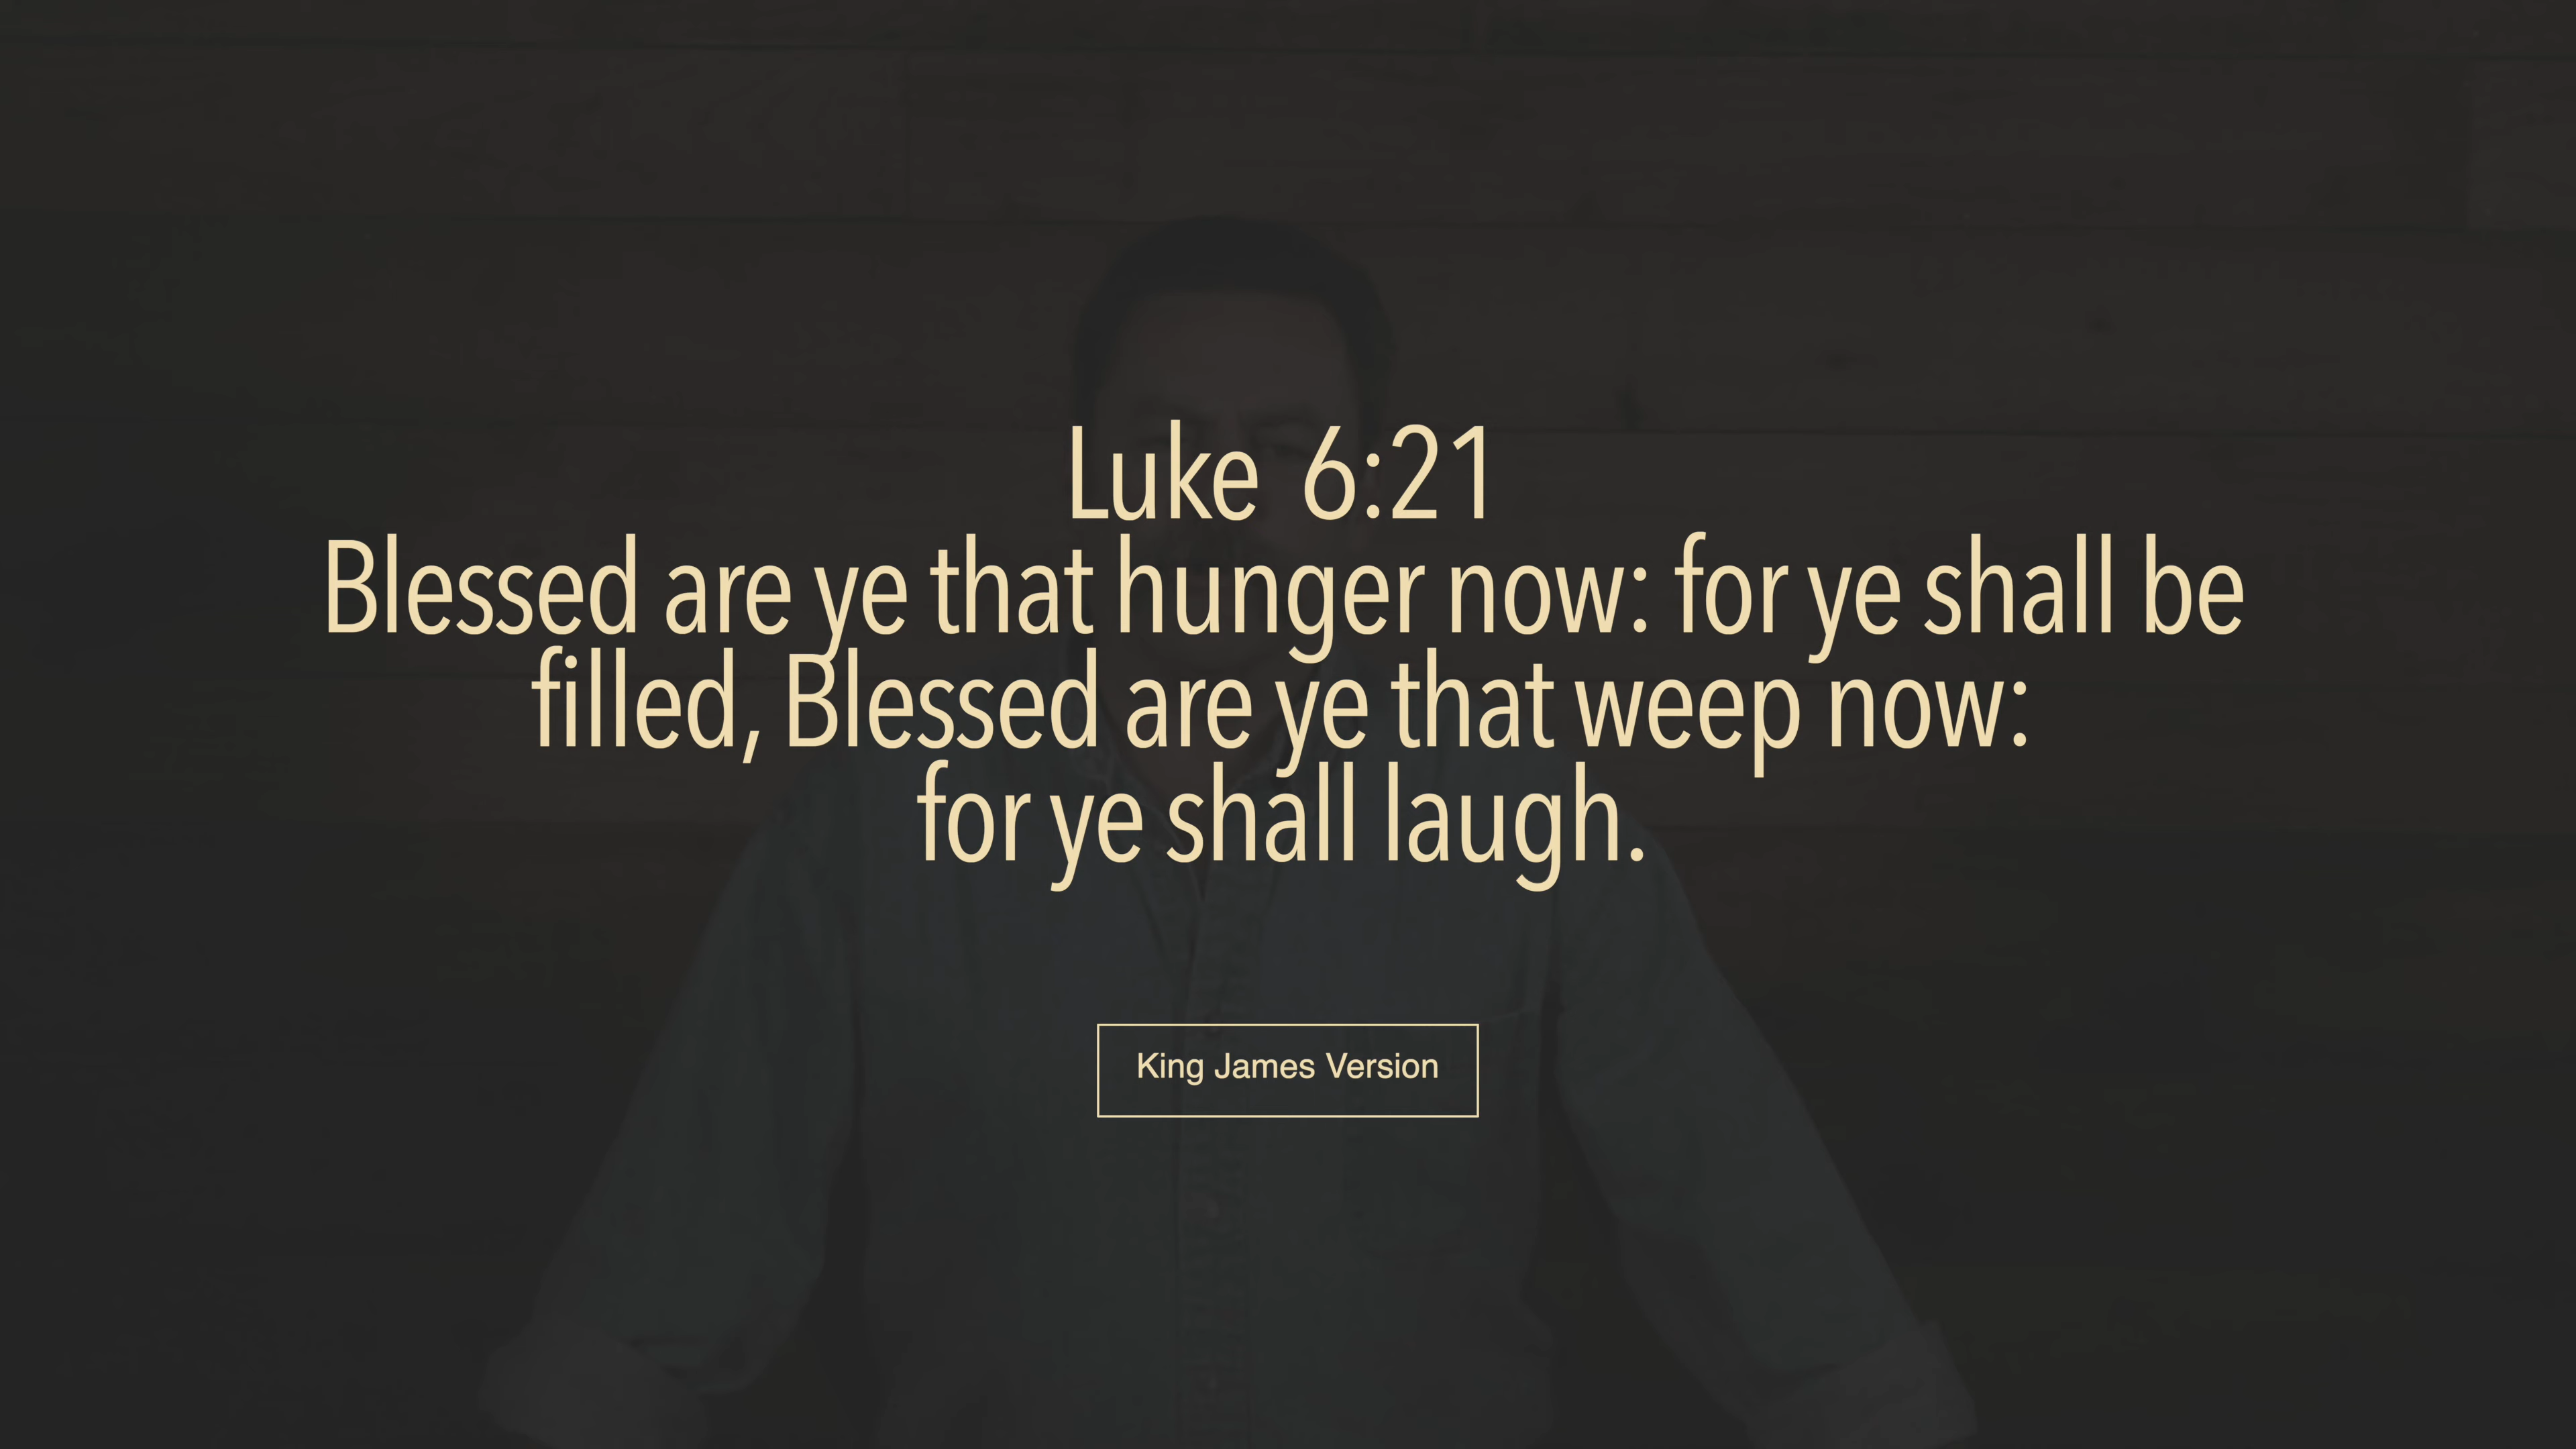 Luke 6:21
Blessed are ye that hunger now: for ye shall be
filled, Blessed are ye that weep now:
for ye shall laugh.
King James Version